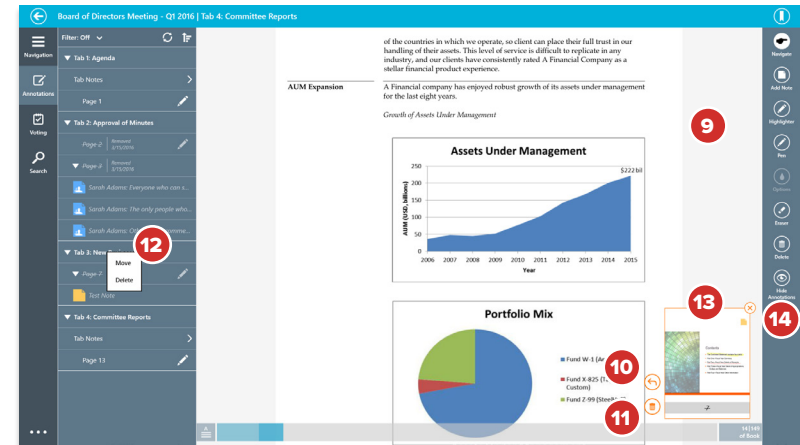 Board of Directors Meeting - Q1 2016 | Tab 4: Committee Reports
Navigation
Annotations
Voting
Search
Filter: Off
Tab 1: Agenda
Tab Notes
Page 1
Tab 2: Approval of Minutes
Page 2
Removed
3/15/2016
Page 3
Removed
3/15/2016
Sarah Adams: Everyone who can s...
Sarah Adams: The only people who...
Sarah Adams:
12
Tab 3: New
Page 7
Move
Delete
Test Note
Tab 4: Committee Reports
Tab Notes
Page 13
of the countries in which we operate, so client can place their full trust in our
handling of their assets. This level of service is difficult to replicate in any
industry, and our clients have consistently rated A Financial Company as a
stellar financial product experience.
AUM Expansion
A Financial company has enjoyed robust growth of its assets under management
for the last eight years.
Growth of Assets Under Management
Assets Under Management
AUM (USD, billions)
250
200
150
100
50
0
$222 bil
2006 2007 2008 2009 2010 2011 2012 2013 2014 2015
Year
Portfolio Mix
Fund W-1
Fund X-825
Custom)
Fund Z-99
9
10
11
13
Contents
14
Navigate
Add Note
Highlighter
Pen
Options
Eraser
Delete
Hide
Annotations
14|149
of Book